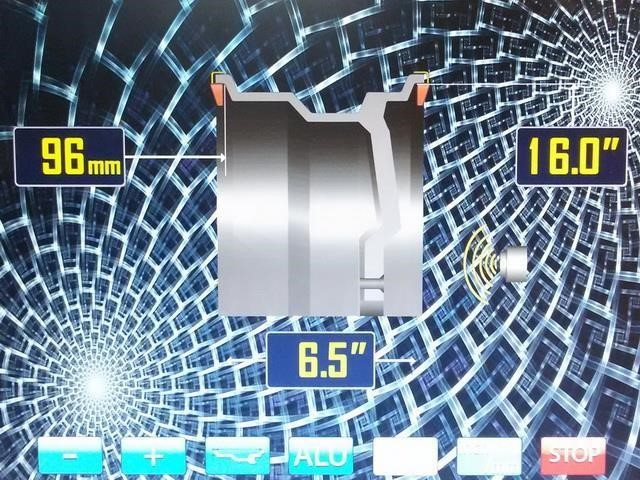 96mm
16.0"
6.5"
- + ALU STOP